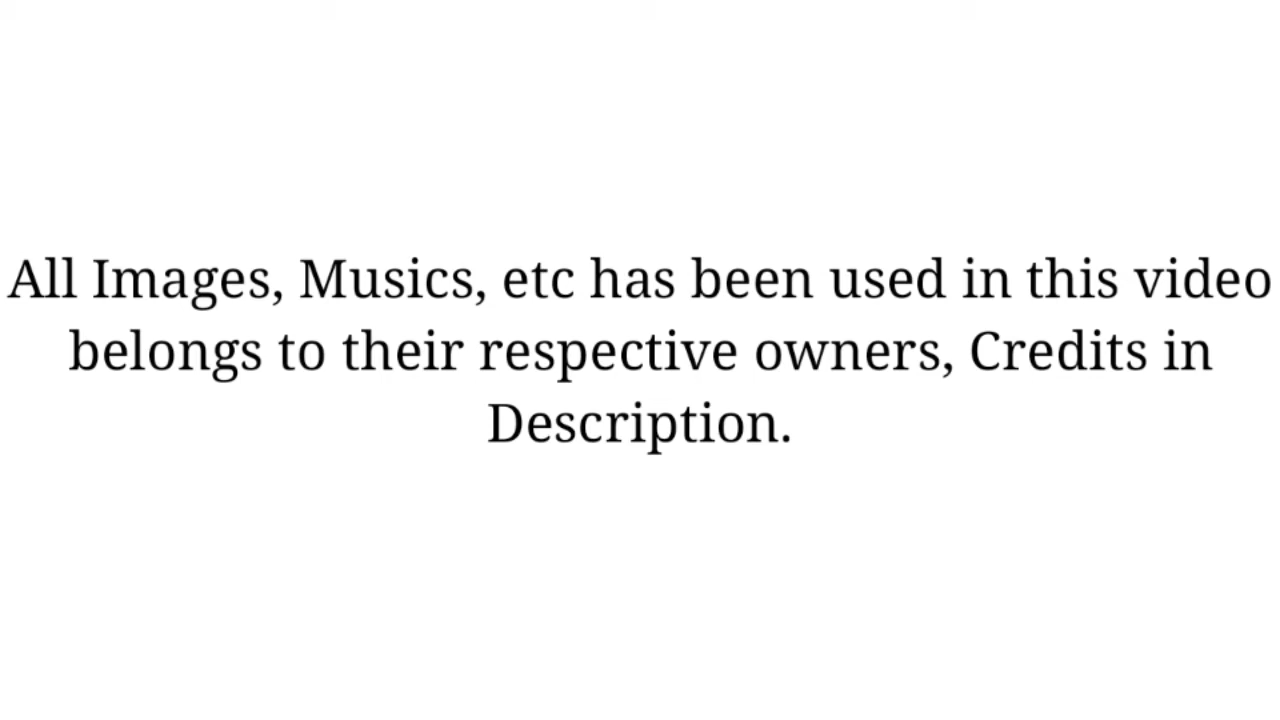 All Images, Musics, etc has been used in this video
belongs to their respective owners, Credits in
Description.